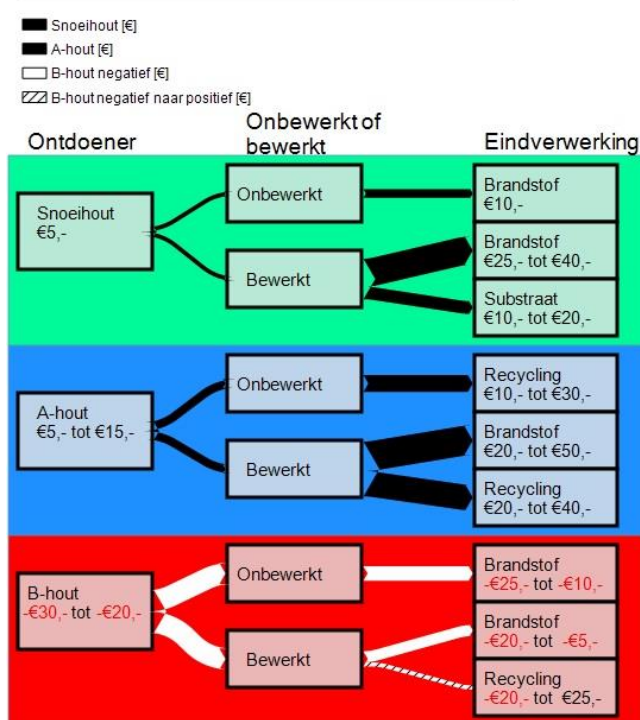 Snoeihout [€]
A-hout [€]
B-hout negatief [€]
B-hout negatief naar positief [€]
Ontdoener
Onbewerkt of
bewerkt
Eindverwerking
Snoeihout
€5,-
Onbewerkt
Bewerkt
Brandstof
€10,-
Brandstof
€25,- tot €40,-
Substraat
€10,- tot €20,-
A-hout
€5,- tot €15,-
Onbewerkt
Bewerkt
Recycling
€10,- tot €30,-
Brandstof
€20,- tot €50,-
Recycling
€20,- tot €40,-
B-hout
-€30,- tot -€20,-
Onbewerkt
Bewerkt
Brandstof
-€25,- tot -€10,-
Brandstof
-€20,- tot -€5,-
Recycling
-€20,- tot €25,-